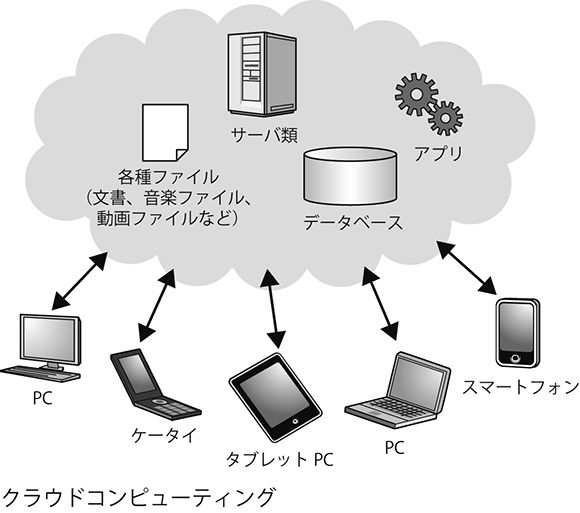 サーバ類
アプリ
各種ファイル
（文書、音楽ファイル、
動画ファイルなど）
データベース
PC
ケータイ
タブレット PC
PC
スマートフォン
クラウドコンピューティング